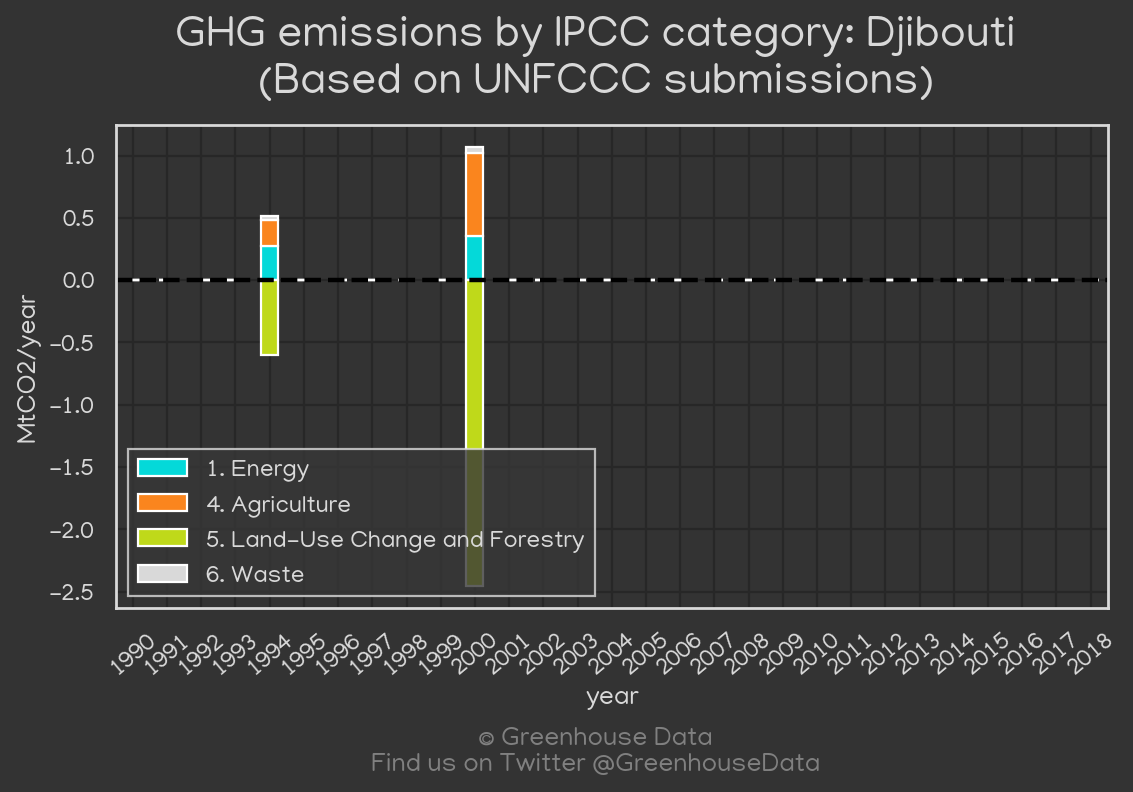 GHG emissions by IPCC category: Djibouti
(Based on UNFCCC submissions)
MtCO2/year
1.0
0.5
0.0
-0.5
-1.0
-1.5
-2.0
-2.5
1. Energy
4. Agriculture
5. Land-Use Change and Forestry
6. Waste
1990 1991 1992 1993 1994 1995 1996 1997 1998 1999 2000 2001 2002 2003 2004 2005 2006 2007 2008 2009 2010 2011 2012 2013 2014 2015 2016 2017 2018
year
© Greenhouse Data
Find us on Twitter @GreenhouseData